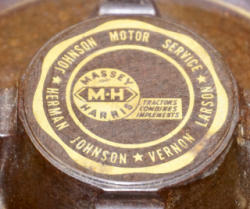 JOHNSON MOTOR SERVICE
MASSEY
M-H
HARRIS
TRACTORS
COMBINES
IMPLEMENTS
★ HERMAN JOHNSON ★ VERNON LARSON ★